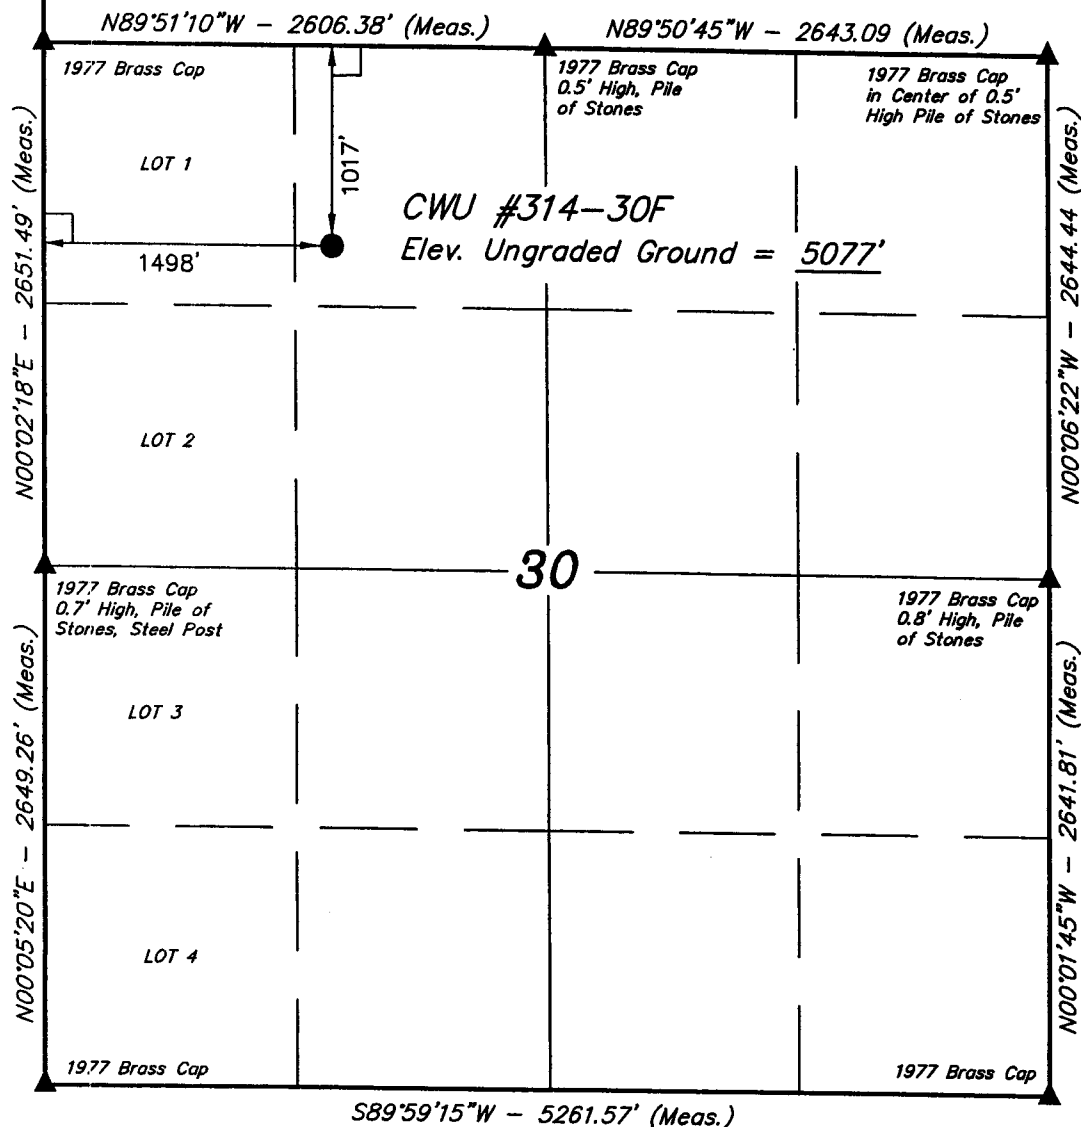 N89°51'10"W - 2606.38' (Meas.)
N89°50'45"W - 2643.09 (Meas.)
1977 Brass Cap
1977 Brass Cap
0.5' High, Pile
of Stones
1977 Brass Cap
in Center of 0.5'
High Pile of Stones
N00°02'18"E - 2651.49' (Meas.)
LOT 1
1017'
1498'
CWU #314-30F
Elev. Ungraded Ground = 5077'
N00°06'22"W - 2644.44 (Meas.)
LOT 2
30
1977 Brass Cap
0.7' High, Pile of
Stones, Steel Post
1977 Brass Cap
0.8' High, Pile
of Stones
N00°05'20"E - 2649.26' (Meas.)
LOT 3
LOT 4
N00°01'45"W - 2641.81' (Meas.)
1977 Brass Cap
1977 Brass Cap
S89°59'15"W - 5261.57' (Meas.)